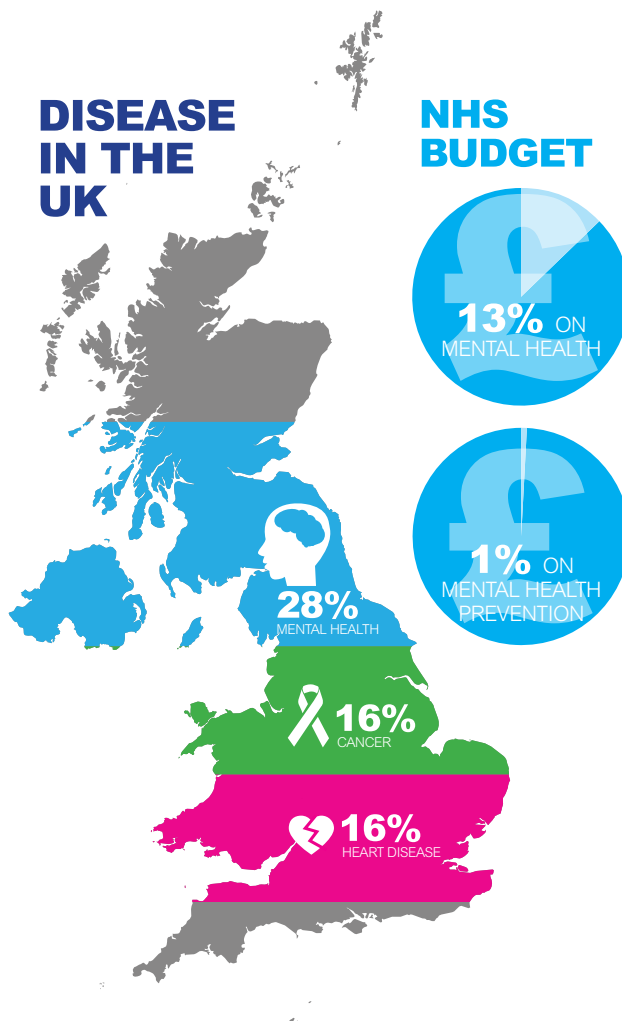 DISEASE
IN THE
UK
NHS
BUDGET
£
13% ON
MENTAL HEALTH
£
1% ON
MENTAL HEALTH
PREVENTION
28%
MENTAL HEALTH
16%
CANCER
16%
HEART DISEASE